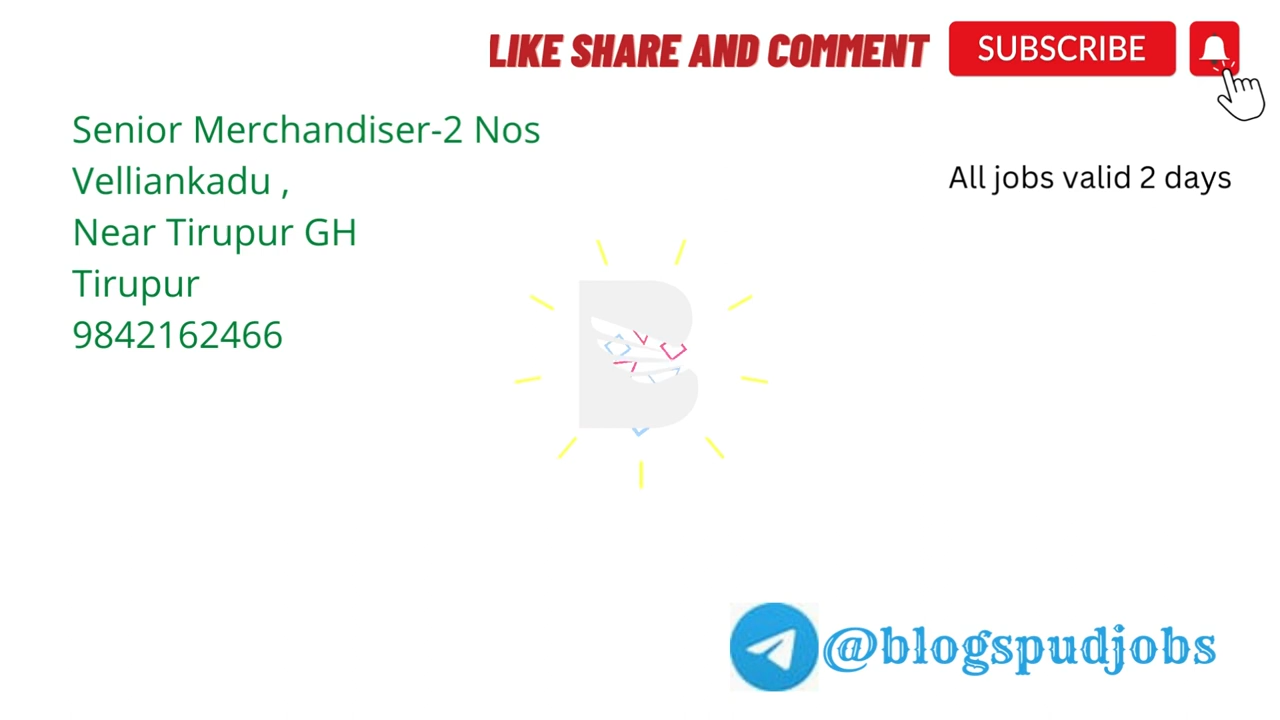 LIKE SHARE AND COMMENT
SUBSCRIBE
Senior Merchandiser-2 Nos
Velliankadu ,
Near Tirupur GH
Tirupur
9842162466
All jobs valid 2 days
B
@blogspudjobs